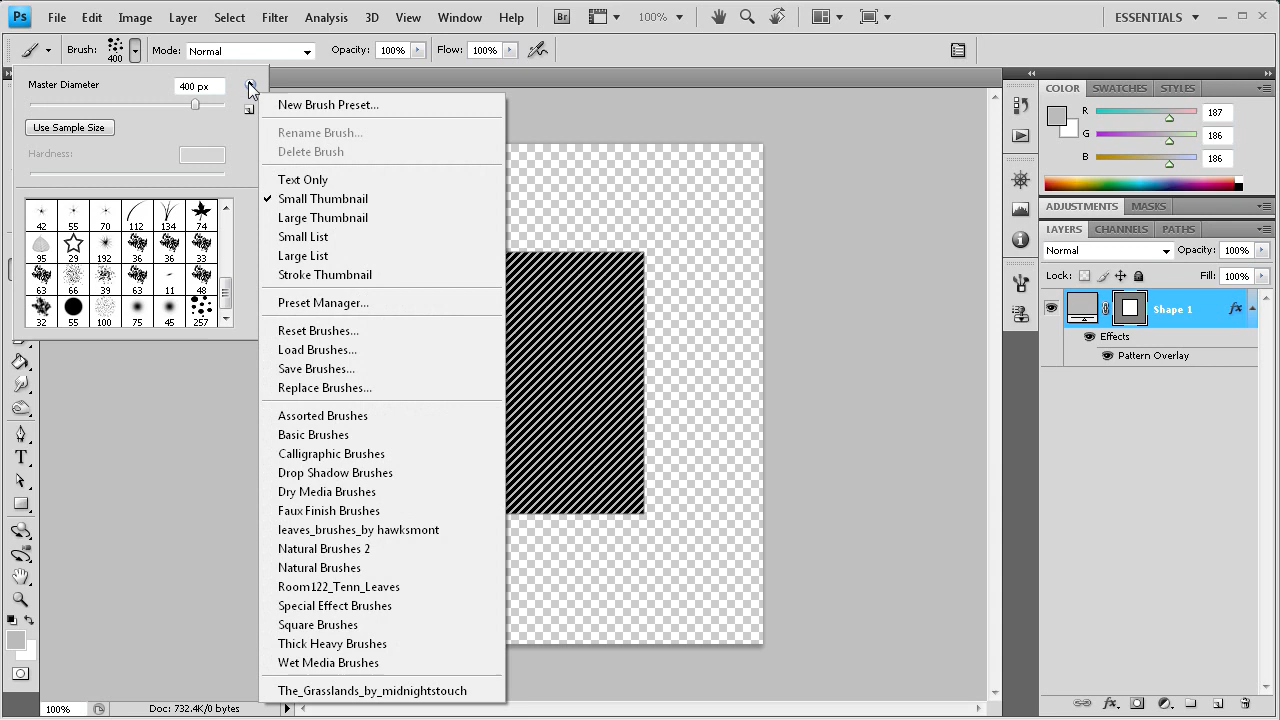 Ps File Edit Image Layer Select Filter Analysis 3D View Window Help Br 100% ESSENTIALS
Brush: 400 Mode: Normal Opacity: 100% Flow: 100%
Master Diameter 400 px
Use Sample Size
Hardness:
42 55 70 112 134 74
95 29 192 36 36 33
63 66 39 63 11 48
32 55 100 75 45 257
New Brush Preset...
Rename Brush...
Delete Brush
Text Only
Small Thumbnail
Large Thumbnail
Small List
Large List
Stroke Thumbnail
Preset Manager...
Reset Brushes...
Load Brushes...
Save Brushes...
Replace Brushes...
Assorted Brushes
Basic Brushes
Calligraphic Brushes
Drop Shadow Brushes
Dry Media Brushes
Faux Finish Brushes
leaves_brushes_by hawksmont
Natural Brushes 2
Natural Brushes
Room122_Tenn_Leaves
Special Effect Brushes
Square Brushes
Thick Heavy Brushes
Wet Media Brushes
The_Grasslands_by_midnightstouch
COLOR SWATCHES STYLES
R 187
G 186
B 186
ADJUSTMENTS MASKS
LAYERS CHANNELS PATHS
Normal Opacity: 100%
Lock: Fill: 100%
Shape 1 fx
Effects
Pattern Overlay
T
100% Doc: 732.4K/0 bytes
fx